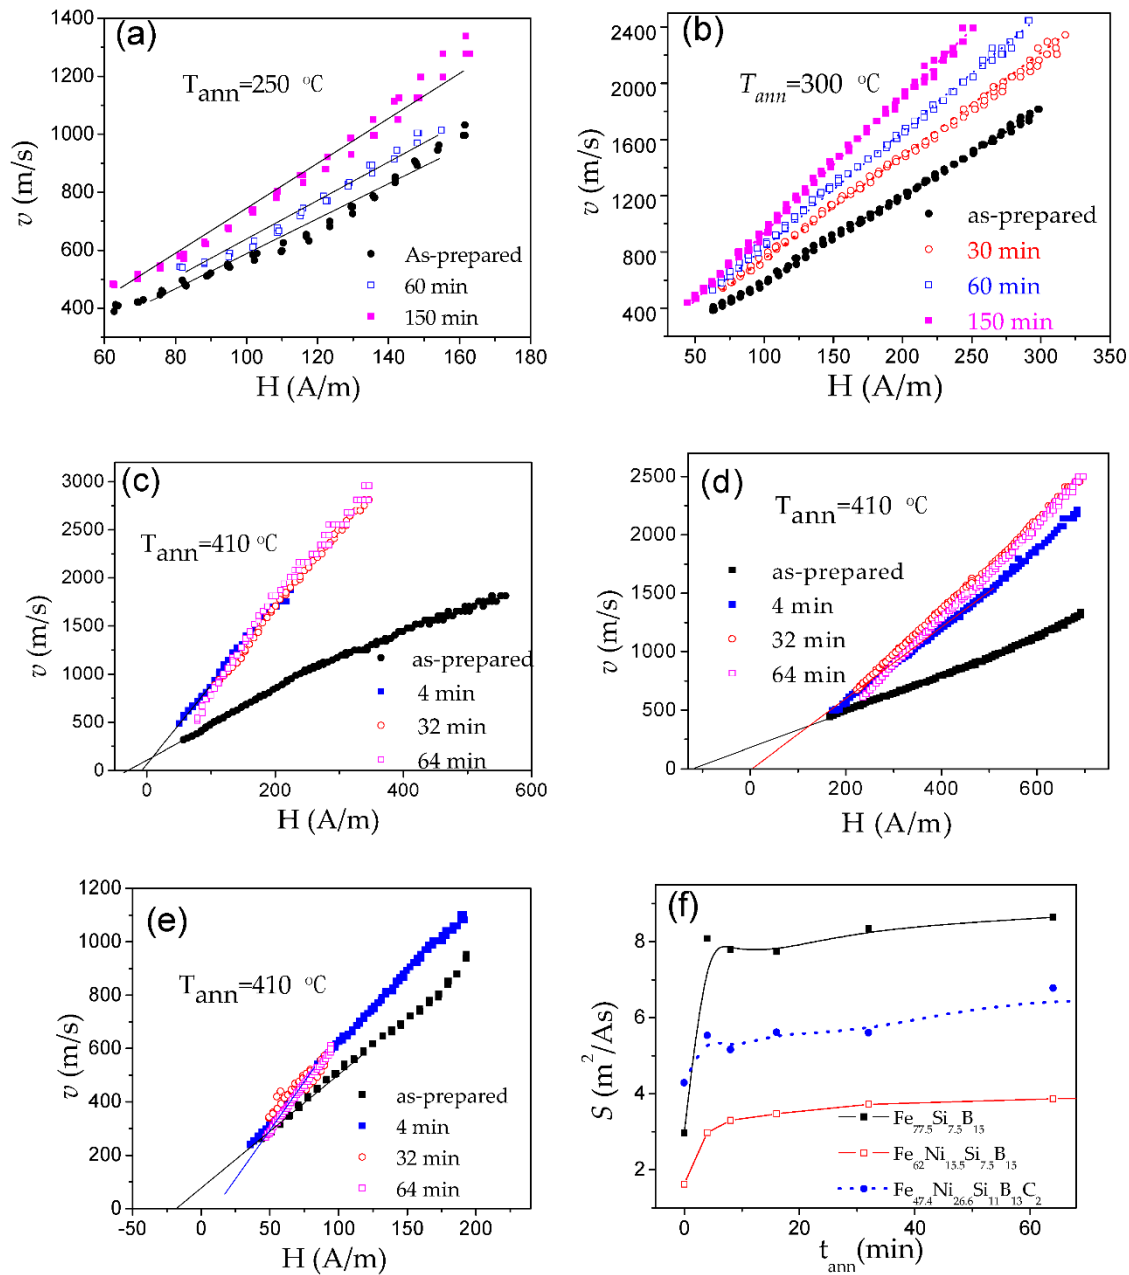 (a)
T_ann=250 °C
1400
1200
1000
800
600
400
v (m/s)
As-prepared
60 min
150 min
60 80 100 120 140 160 180
H (A/m)
(b)
T_ann=300 °C
2400
2000
1600
1200
800
400
v (m/s)
as-prepared
30 min
60 min
150 min
50 100 150 200 250 300 350
H (A/m)
(c)
T_ann=410 °C
3000
2500
2000
1500
1000
500
0
v (m/s)
as-prepared
4 min
32 min
64 min
0 200 400 600
H (A/m)
(d)
T_ann=410 °C
2500
2000
1500
1000
500
0
v (m/s)
as-prepared
4 min
32 min
64 min
0 200 400 600
H (A/m)
(e)
T_ann=410 °C
1200
1000
800
600
400
200
0
v (m/s)
as-prepared
4 min
32 min
64 min
-50 0 50 100 150 200
H (A/m)
(f)
8
6
4
2
S (m²/As)
Fe77.5Si7.5B15
Fe62Ni15.5Si7.5B15
Fe47.4Ni26.6Si11B13C2
0 20 40 60
t_ann(min)